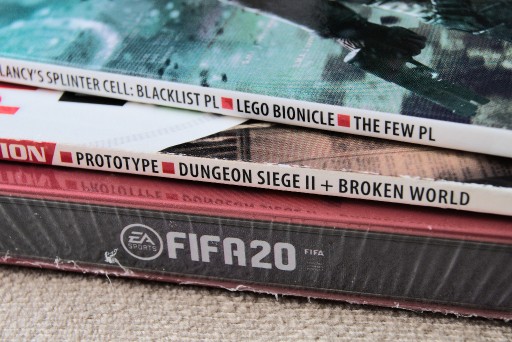 LANCY'S SPLINTER CELL: BLACKLIST PL ■ LEGO BIONICLE ■ THE FEW PL
TION ■ PROTOTYPE ■ DUNGEON SIEGE II + BROKEN WORLD
EA SPORTS FIFA20 FIFA